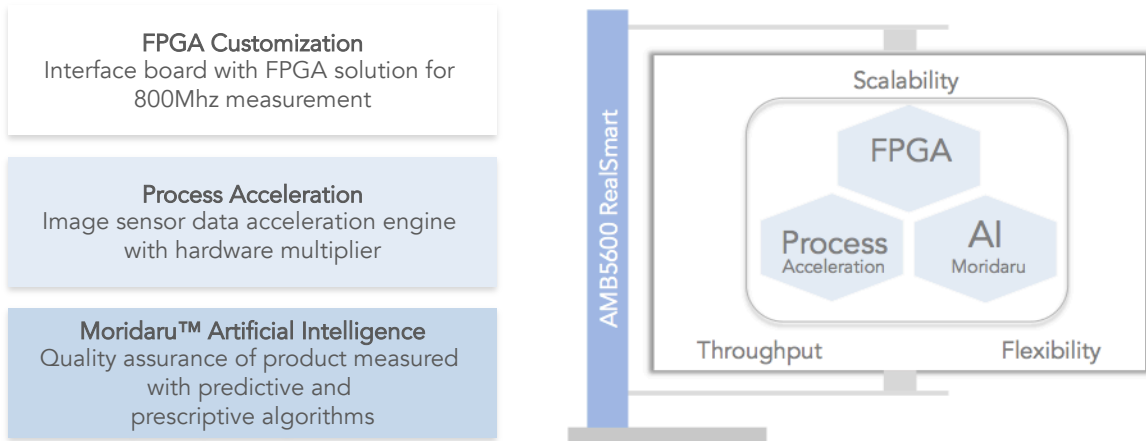 FPGA Customization
Interface board with FPGA solution for
800Mhz measurement
Process Acceleration
Image sensor data acceleration engine
with hardware multiplier
Moridaru™ Artificial Intelligence
Quality assurance of product measured
with predictive and
prescriptive algorithms
AMB5600 RealSmart
Scalability
FPGA
Process
Acceleration
AI
Moridaru
Throughput
Flexibility